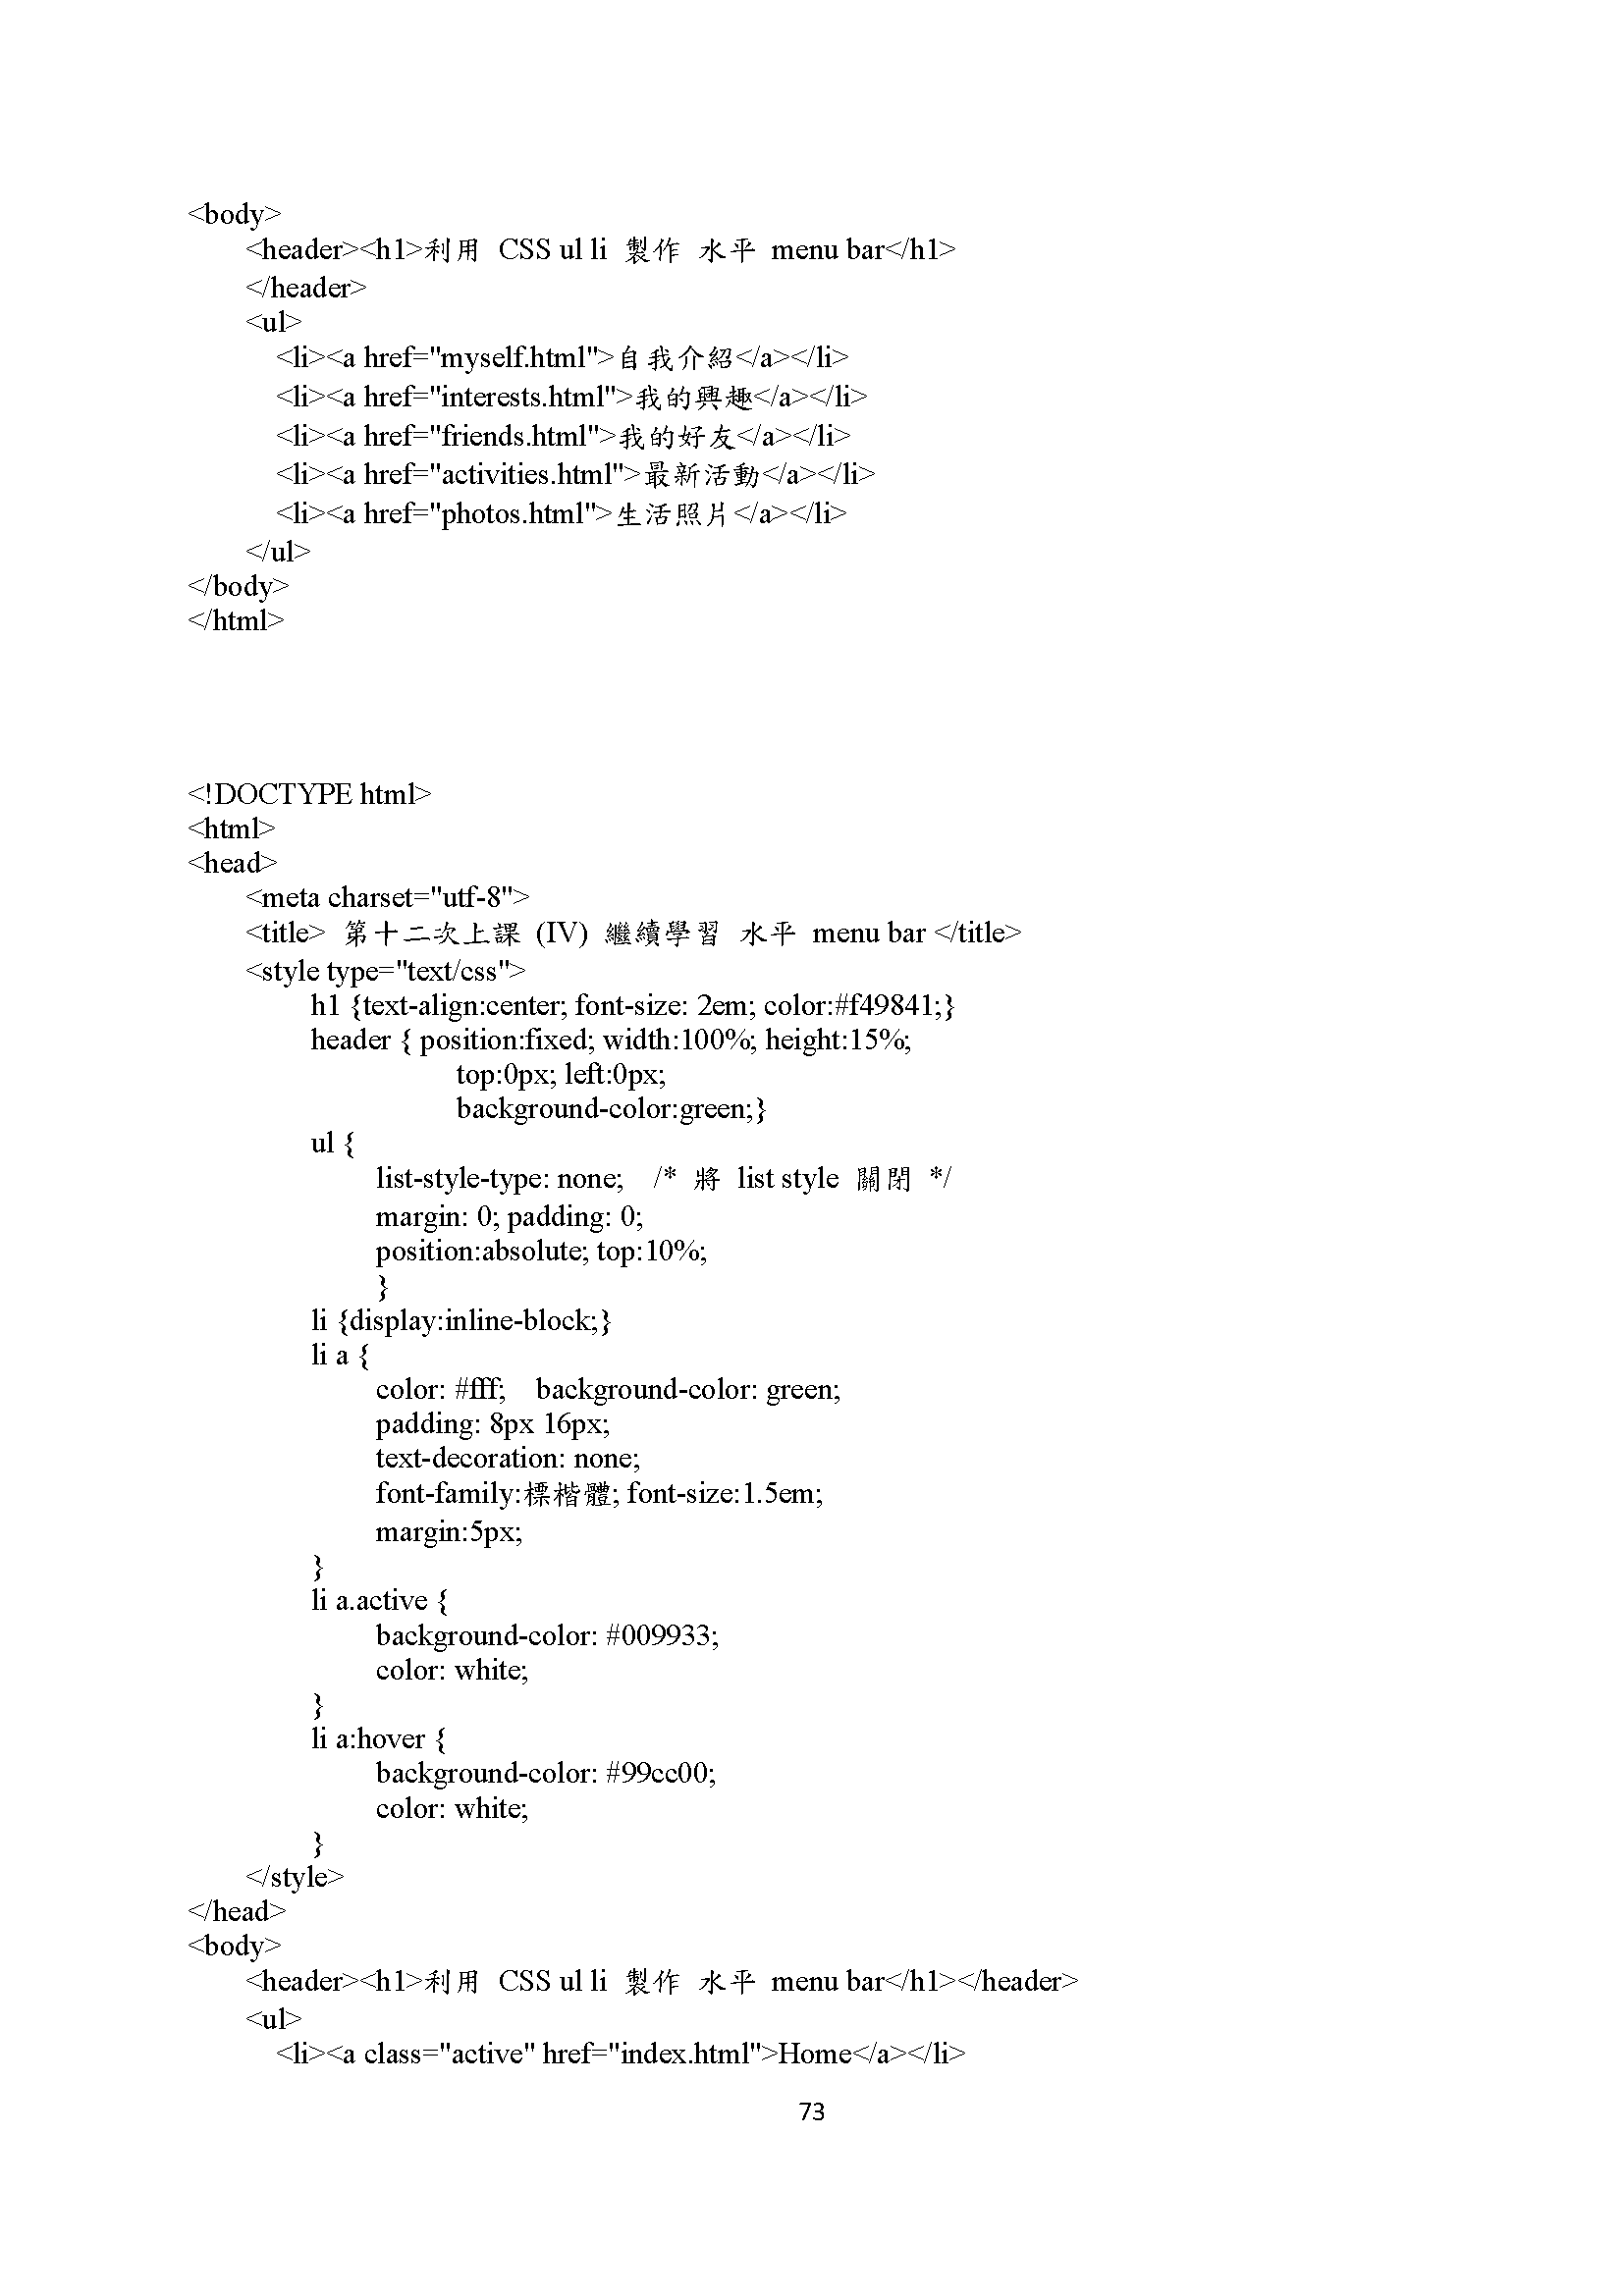 <body>
<header><h1>利用 CSS ul li 製作 水平 menu bar</h1>
</header>
<ul>
<li><a href="myself.html">自我介紹</a></li>
<li><a href="interests.html">我的興趣</a></li>
<li><a href="friends.html">我的好友</a></li>
<li><a href="activities.html">最新活動</a></li>
<li><a href="photos.html">生活照片</a></li>
</ul>
</body>
</html>
<!DOCTYPE html>
<html>
<head>
<meta charset="utf-8">
<title> 第十二次上課 (IV) 繼續學習 水平 menu bar </title>
<style type="text/css">
h1 {text-align:center; font-size: 2em; color:#f49841;}
header { position:fixed; width:100%; height:15%;
top:0px; left:0px;
background-color:green;}
ul {
list-style-type: none; /* 將 list style 關閉 */
margin: 0; padding: 0;
position:absolute; top:10%;
}
li {display:inline-block;}
li a {
color: #fff; background-color: green;
padding: 8px 16px;
text-decoration: none;
font-family:標楷體; font-size:1.5em;
margin:5px;
}
li a.active {
background-color: #009933;
color: white;
}
li a:hover {
background-color: #99cc00;
color: white;
}
</style>
</head>
<body>
<header><h1>利用 CSS ul li 製作 水平 menu bar</h1></header>
<ul>
<li><a class="active" href="index.html">Home</a></li>
73